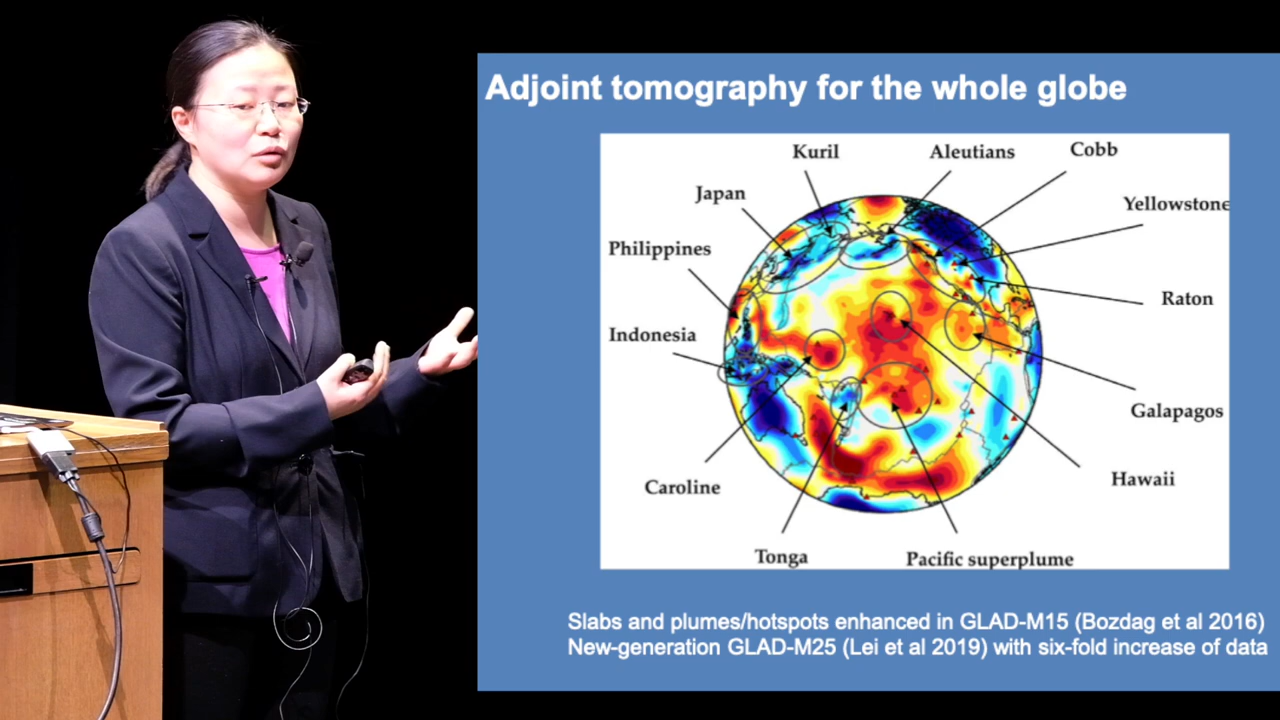 Adjoint tomography for the whole globe
Kuril
Aleutians
Cobb
Japan
Yellowstone
Philippines
Raton
Indonesia
Galapagos
Caroline
Hawaii
Tonga
Pacific superplume
Slabs and plumes/hotspots enhanced in GLAD-M15 (Bozdag et al 2016)
New-generation GLAD-M25 (Lei et al 2019) with six-fold increase of data